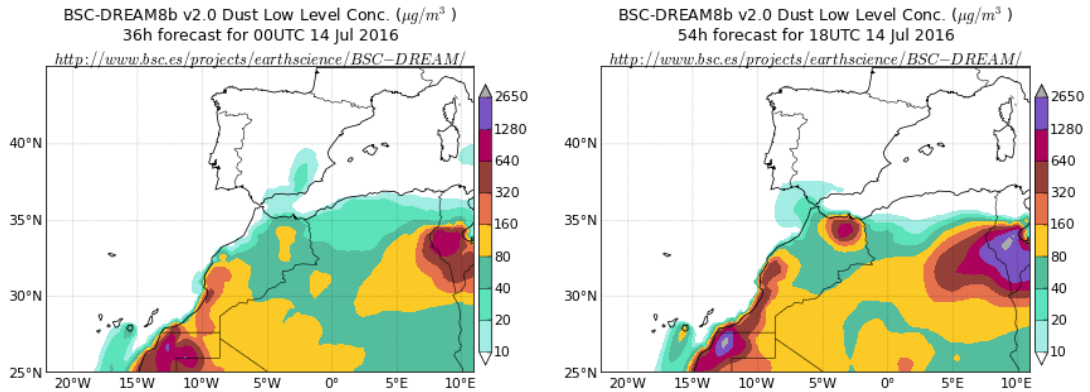 BSC-DREAM8b v2.0 Dust Low Level Conc. (μg/m³ )
36h forecast for 00UTC 14 Jul 2016
http://www.bsc.es/projects/earthscience/BSC−DREAM/
40°N
35°N
30°N
25°N
20°W
15°W
10°W
5°W
0°
5°E
10°E
2650
1280
640
320
160
80
40
20
10
BSC-DREAM8b v2.0 Dust Low Level Conc. (μg/m³ )
54h forecast for 18UTC 14 Jul 2016
http://www.bsc.es/projects/earthscience/BSC−DREAM/
40°N
35°N
30°N
25°N
20°W
15°W
10°W
5°W
0°
5°E
10°E
2650
1280
640
320
160
80
40
20
10